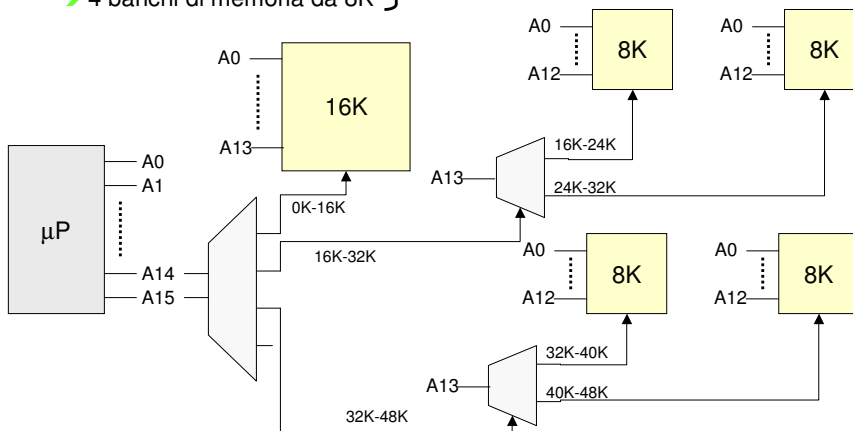 4 banchi di memoria da 8K
A0
A13
16K
A0
A12
8K
A0
A12
8K
µP
A0
A1
A14
A15
0K-16K
16K-32K
A13
16K-24K
24K-32K
A0
A12
8K
A0
A12
8K
A13
32K-40K
40K-48K
32K-48K